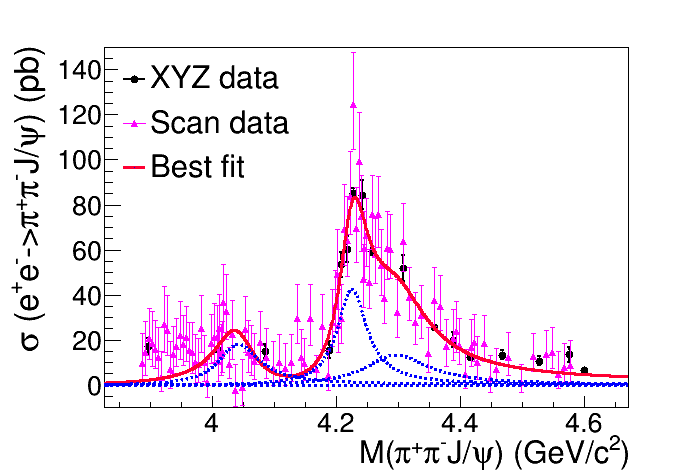 σ (e⁺e⁻->π⁺π⁻J/ψ) (pb)
140
120
100
80
60
40
20
0
XYZ data
Scan data
Best fit
4 4.2 4.4 4.6
M(π⁺π⁻J/ψ) (GeV/c²)